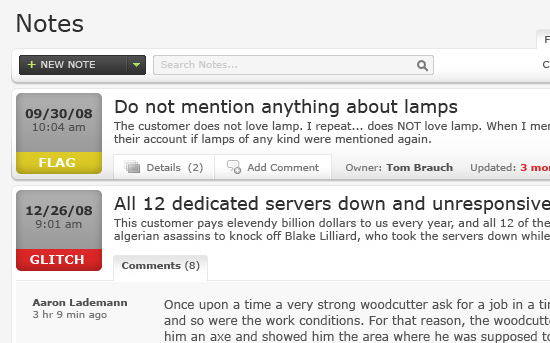 Notes
+ NEW NOTE
Search Notes...
09/30/08
10:04 am
FLAG
Do not mention anything about lamps
The customer does not love lamp. I repeat... does NOT love lamp. When I
their account if lamps of any kind were mentioned again.
Details (2)
Add Comment
Owner: Tom Brauch
Updated: 3
12/26/08
9:01 am
GLITCH
All 12 dedicated servers down and unresponsive
This customer pays elevendy billion dollars to us every year, and all 12 of the
algerian asassins to knock off Blake Lilliard, who took the servers down while
Comments (8)
Aaron Lademann
3 hr 9 min ago
Once upon a time a very strong woodcutter ask for a job in a
and so were the work conditions. For that reason, the
him an axe and showed him the area where he was supposed to